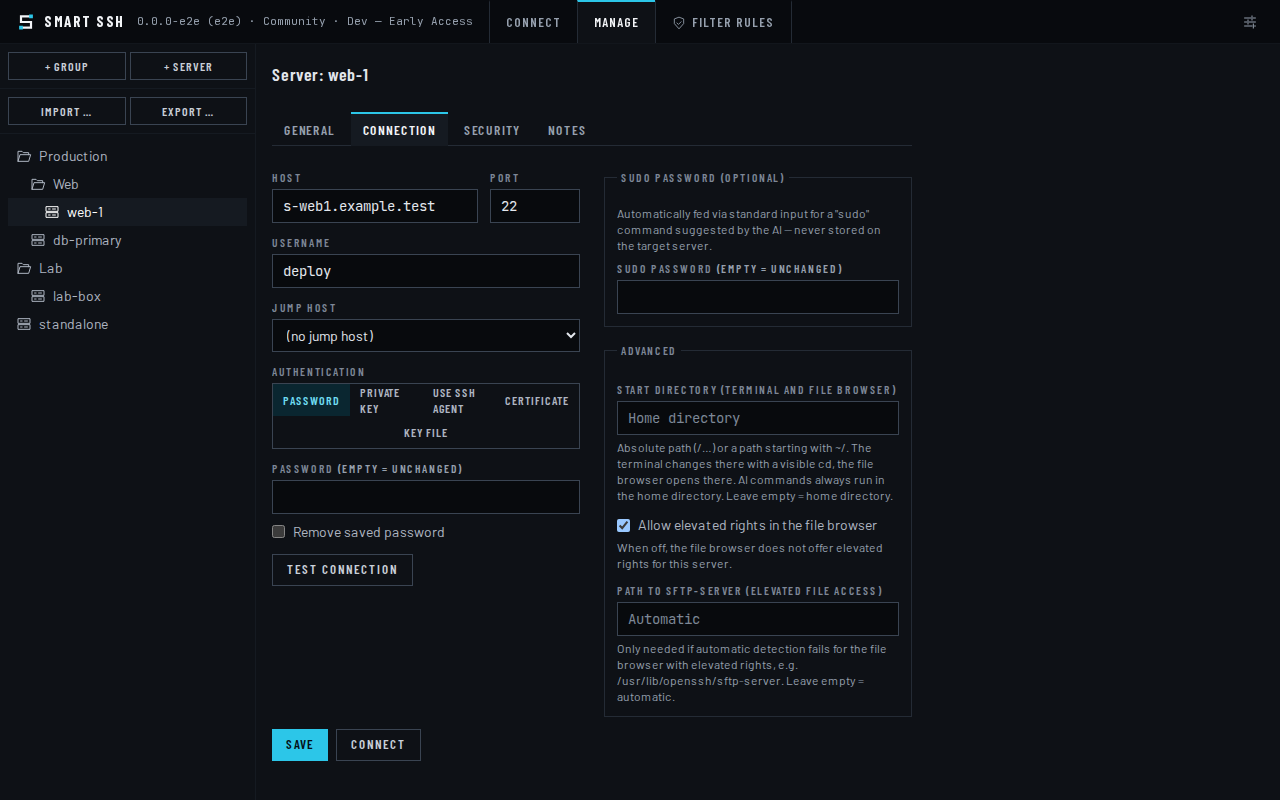 SMART SSH
0.0.0-e2e (e2e) · Community · Dev — Early Access
CONNECT
MANAGE
FILTER RULES
+ GROUP
+ SERVER
IMPORT ...
EXPORT ...
Production
Web
web-1
db-primary
Lab
lab-box
standalone
Server: web-1
GENERAL
CONNECTION
SECURITY
NOTES
HOST
PORT
s-web1.example.test
22
USERNAME
deploy
JUMP HOST
(no jump host)
AUTHENTICATION
PASSWORD
PRIVATE
KEY
USE SSH
AGENT
CERTIFICATE
KEY FILE
PASSWORD (EMPTY = UNCHANGED)
Remove saved password
TEST CONNECTION
SUDO PASSWORD (OPTIONAL)
Automatically fed via standard input for a "sudo"
command suggested by the AI — never stored on
the target server.
SUDO PASSWORD (EMPTY = UNCHANGED)
ADVANCED
START DIRECTORY (TERMINAL AND FILE BROWSER)
Home directory
Absolute path (/...) or a path starting with ~/. The
terminal changes there with a visible cd, the file
browser opens there. AI commands always run in
the home directory. Leave empty = home directory.
Allow elevated rights in the file browser
When off, the file browser does not offer elevated
rights for this server.
PATH TO SFTP-SERVER (ELEVATED FILE ACCESS)
Automatic
Only needed if automatic detection fails for the file
browser with elevated rights, e.g.
/usr/lib/openssh/sftp-server. Leave empty =
automatic.
SAVE
CONNECT